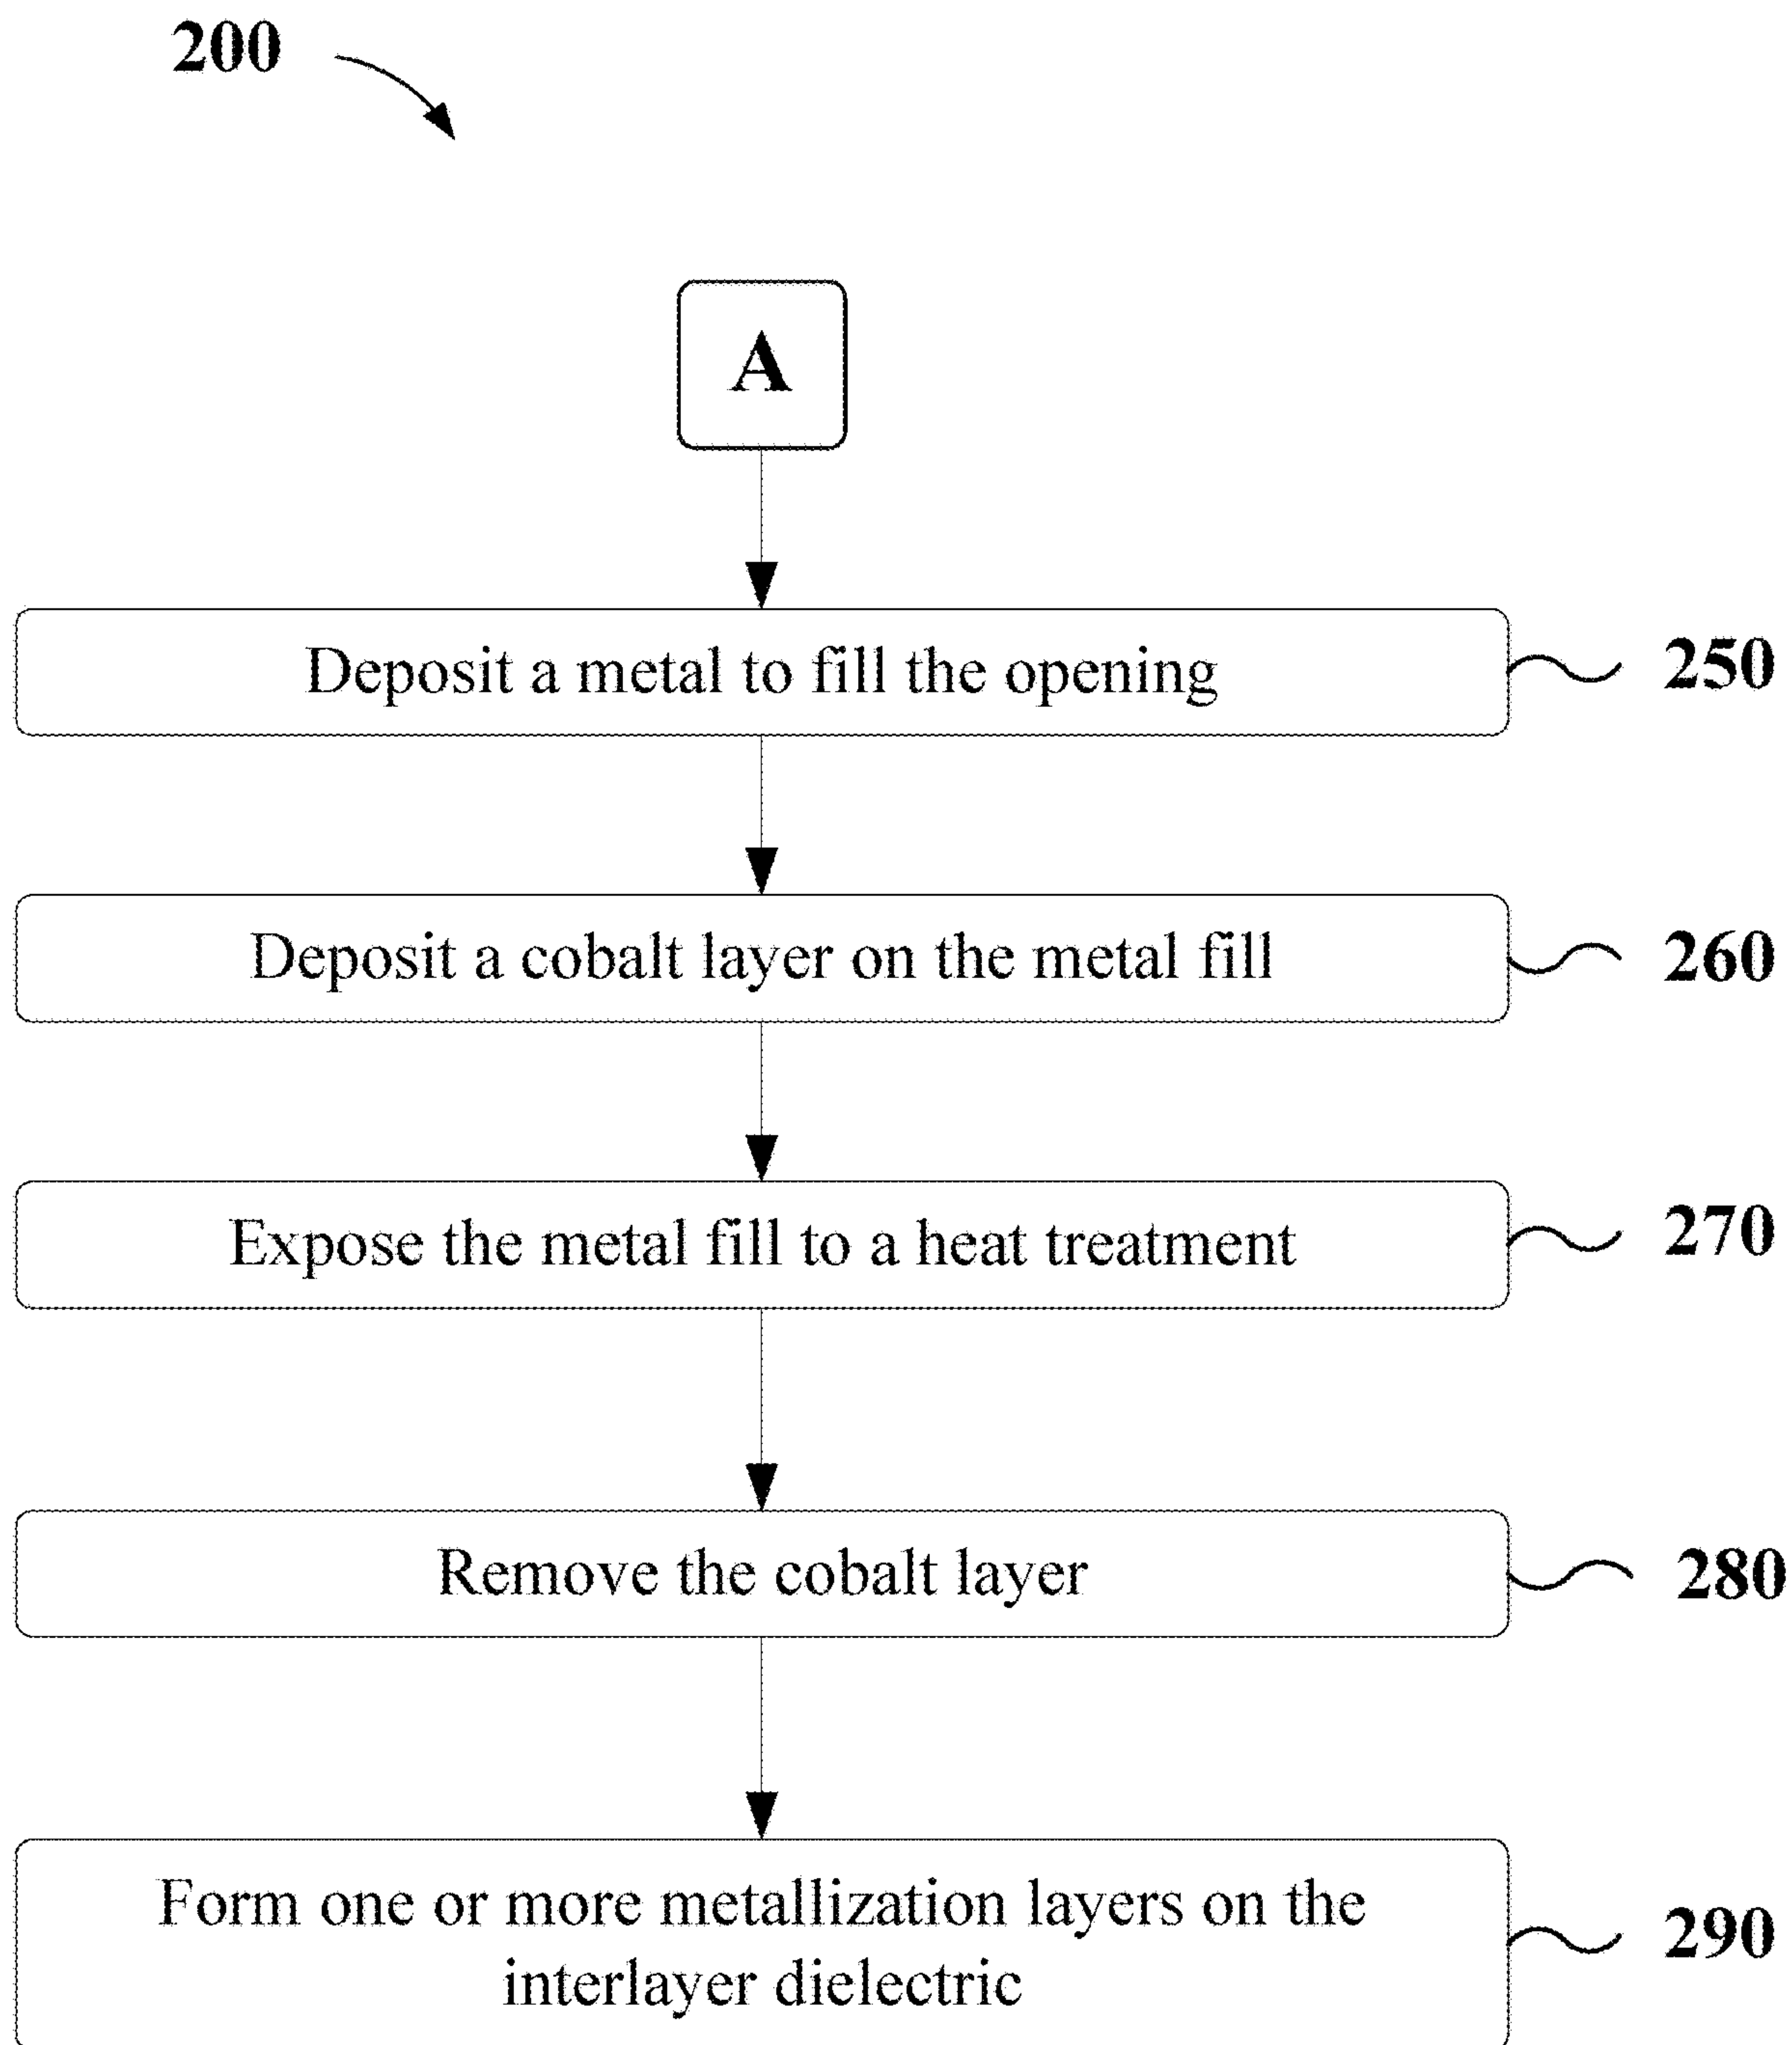 200
A
Deposit a metal to fill the opening
250
Deposit a cobalt layer on the metal fill
260
Expose the metal fill to a heat treatment
270
Remove the cobalt layer
280
Form one or more metallization layers on the
interlayer dielectric
290